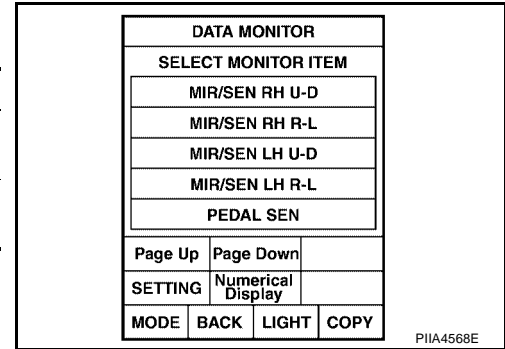 DATA MONITOR
SELECT MONITOR ITEM
MIR/SEN RH U-D
MIR/SEN RH R-L
MIR/SEN LH U-D
MIR/SEN LH R-L
PEDAL SEN
Page Up Page Down
SETTING Numerical Display
MODE BACK LIGHT COPY
PIIA4568E